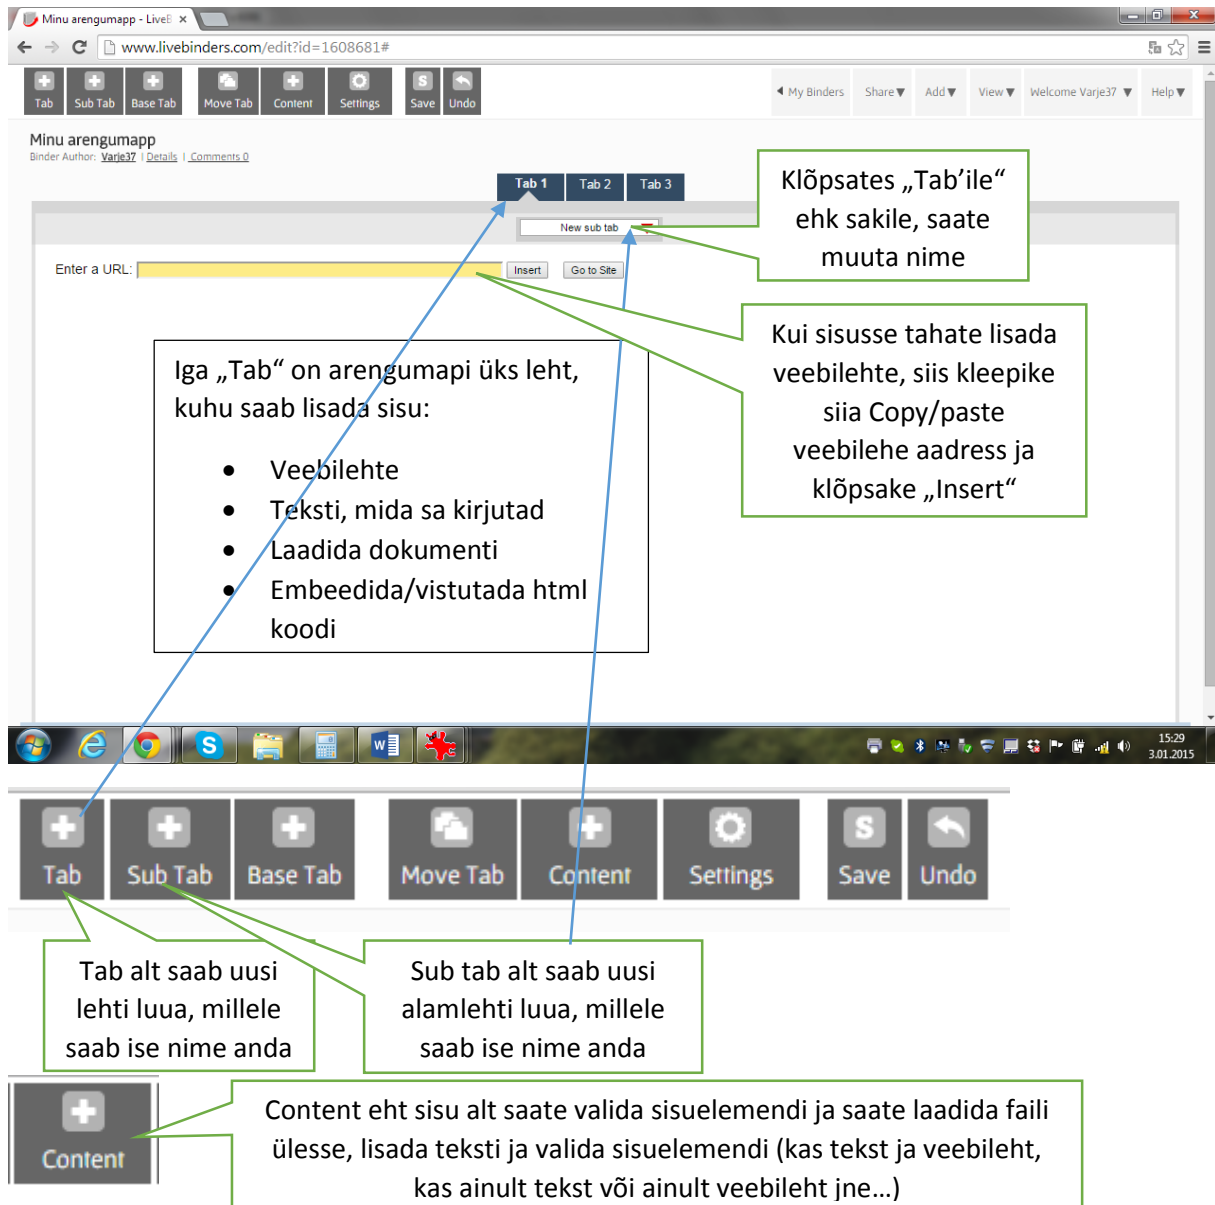 Minu arengumapp - LiveB ×
www.livebinders.com/edit?id=1608681#
Tab Sub Tab Base Tab Move Tab Content Settings S Save Undo
My Binders Share Add View Welcome Varje37 Help
Minu arengumapp
Binder Author: Varje37 | Details | Comments 0
Tab 1 Tab 2 Tab 3
New sub tab
Enter a URL: Insert Go to Site
Klõpsates „Tab’ile“
ehk sakile, saate
muuta nime
Kui sisusse tahate lisada
veebilehte, siis kleepike
siia Copy/paste
veebilehe aadress ja
klõpsake „Insert“
Iga „Tab“ on arengumapi üks leht,
kuhu saab lisada sisu:
• Veebilehte
• Teksti, mida sa kirjutad
• Laadida dokumenti
• Embeedida/vistutada html
koodi
15:29
3.01.2015
Tab Sub Tab Base Tab Move Tab Content Settings S Save Undo
Tab alt saab uusi
lehti luua, millele
saab ise nime anda
Sub tab alt saab uusi
alamlehti luua, millele
saab ise nime anda
Content
Content eht sisu alt saate valida sisuelemendi ja saate laadida faili
ülesse, lisada teksti ja valida sisuelemendi (kas tekst ja veebileht,
kas ainult tekst või ainult veebileht jne…)